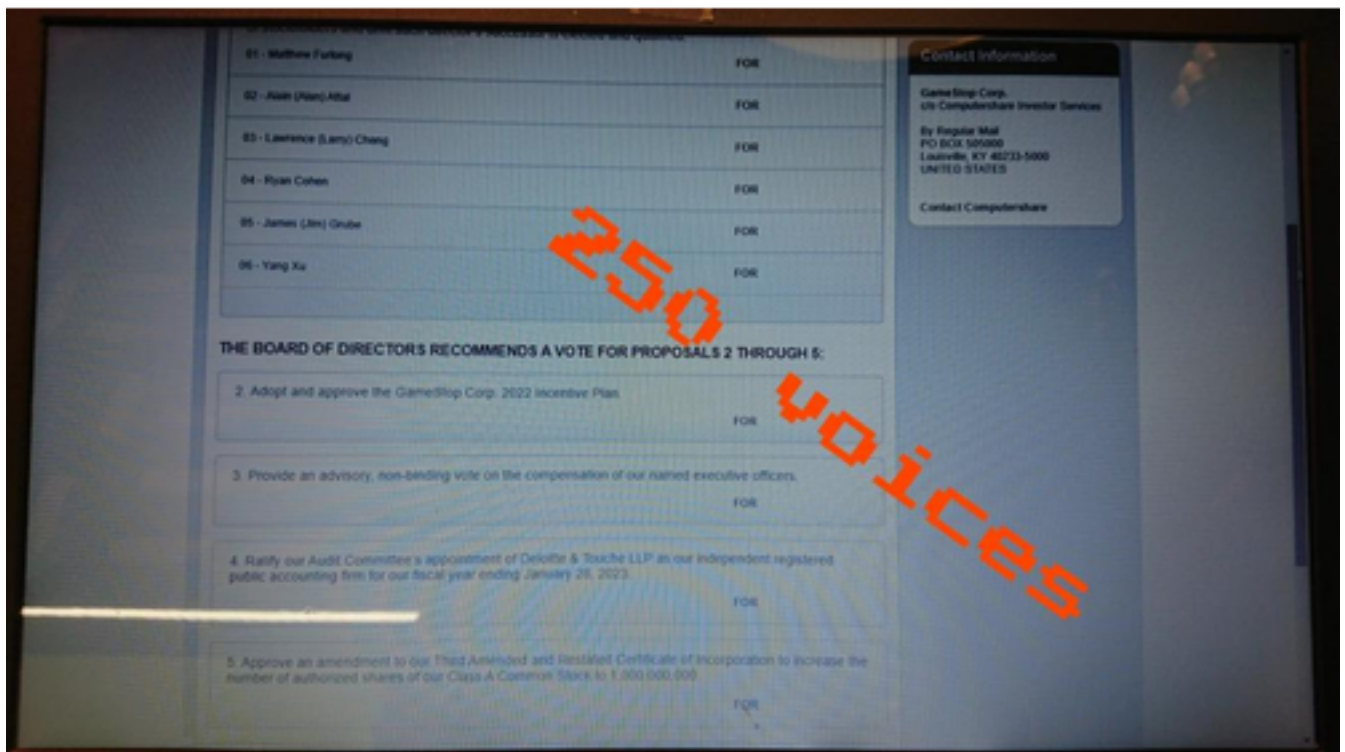 01 - Matthew Furlong
FOR
02 - Alain (Alan) Attal
FOR
03 - Lawrence (Larry) Cheng
FOR
04 - Ryan Cohen
FOR
05 - James (Jim) Grube
FOR
06 - Yang Xu
FOR
THE BOARD OF DIRECTORS RECOMMENDS A VOTE FOR PROPOSALS 2 THROUGH 5:
2. Adopt and approve the GameStop Corp. 2022 Incentive Plan.
FOR
3. Provide an advisory, non-binding vote on the compensation of our named executive officers.
FOR
4. Ratify our Audit Committee's appointment of Deloitte & Touche LLP as our independent registered
public accounting firm for our fiscal year ending January 28, 2023.
FOR
5. Approve an amendment to our Third Amended and Restated Certificate of Incorporation to increase the
number of authorized shares of our Class A Common Stock to 1,000,000,000.
FOR
Contact Information
GameStop Corp.
c/o Computershare Investor Services
By Regular Mail
PO BOX 505000
Louisville, KY 40233-5000
UNITED STATES
Contact Computershare
250 voices